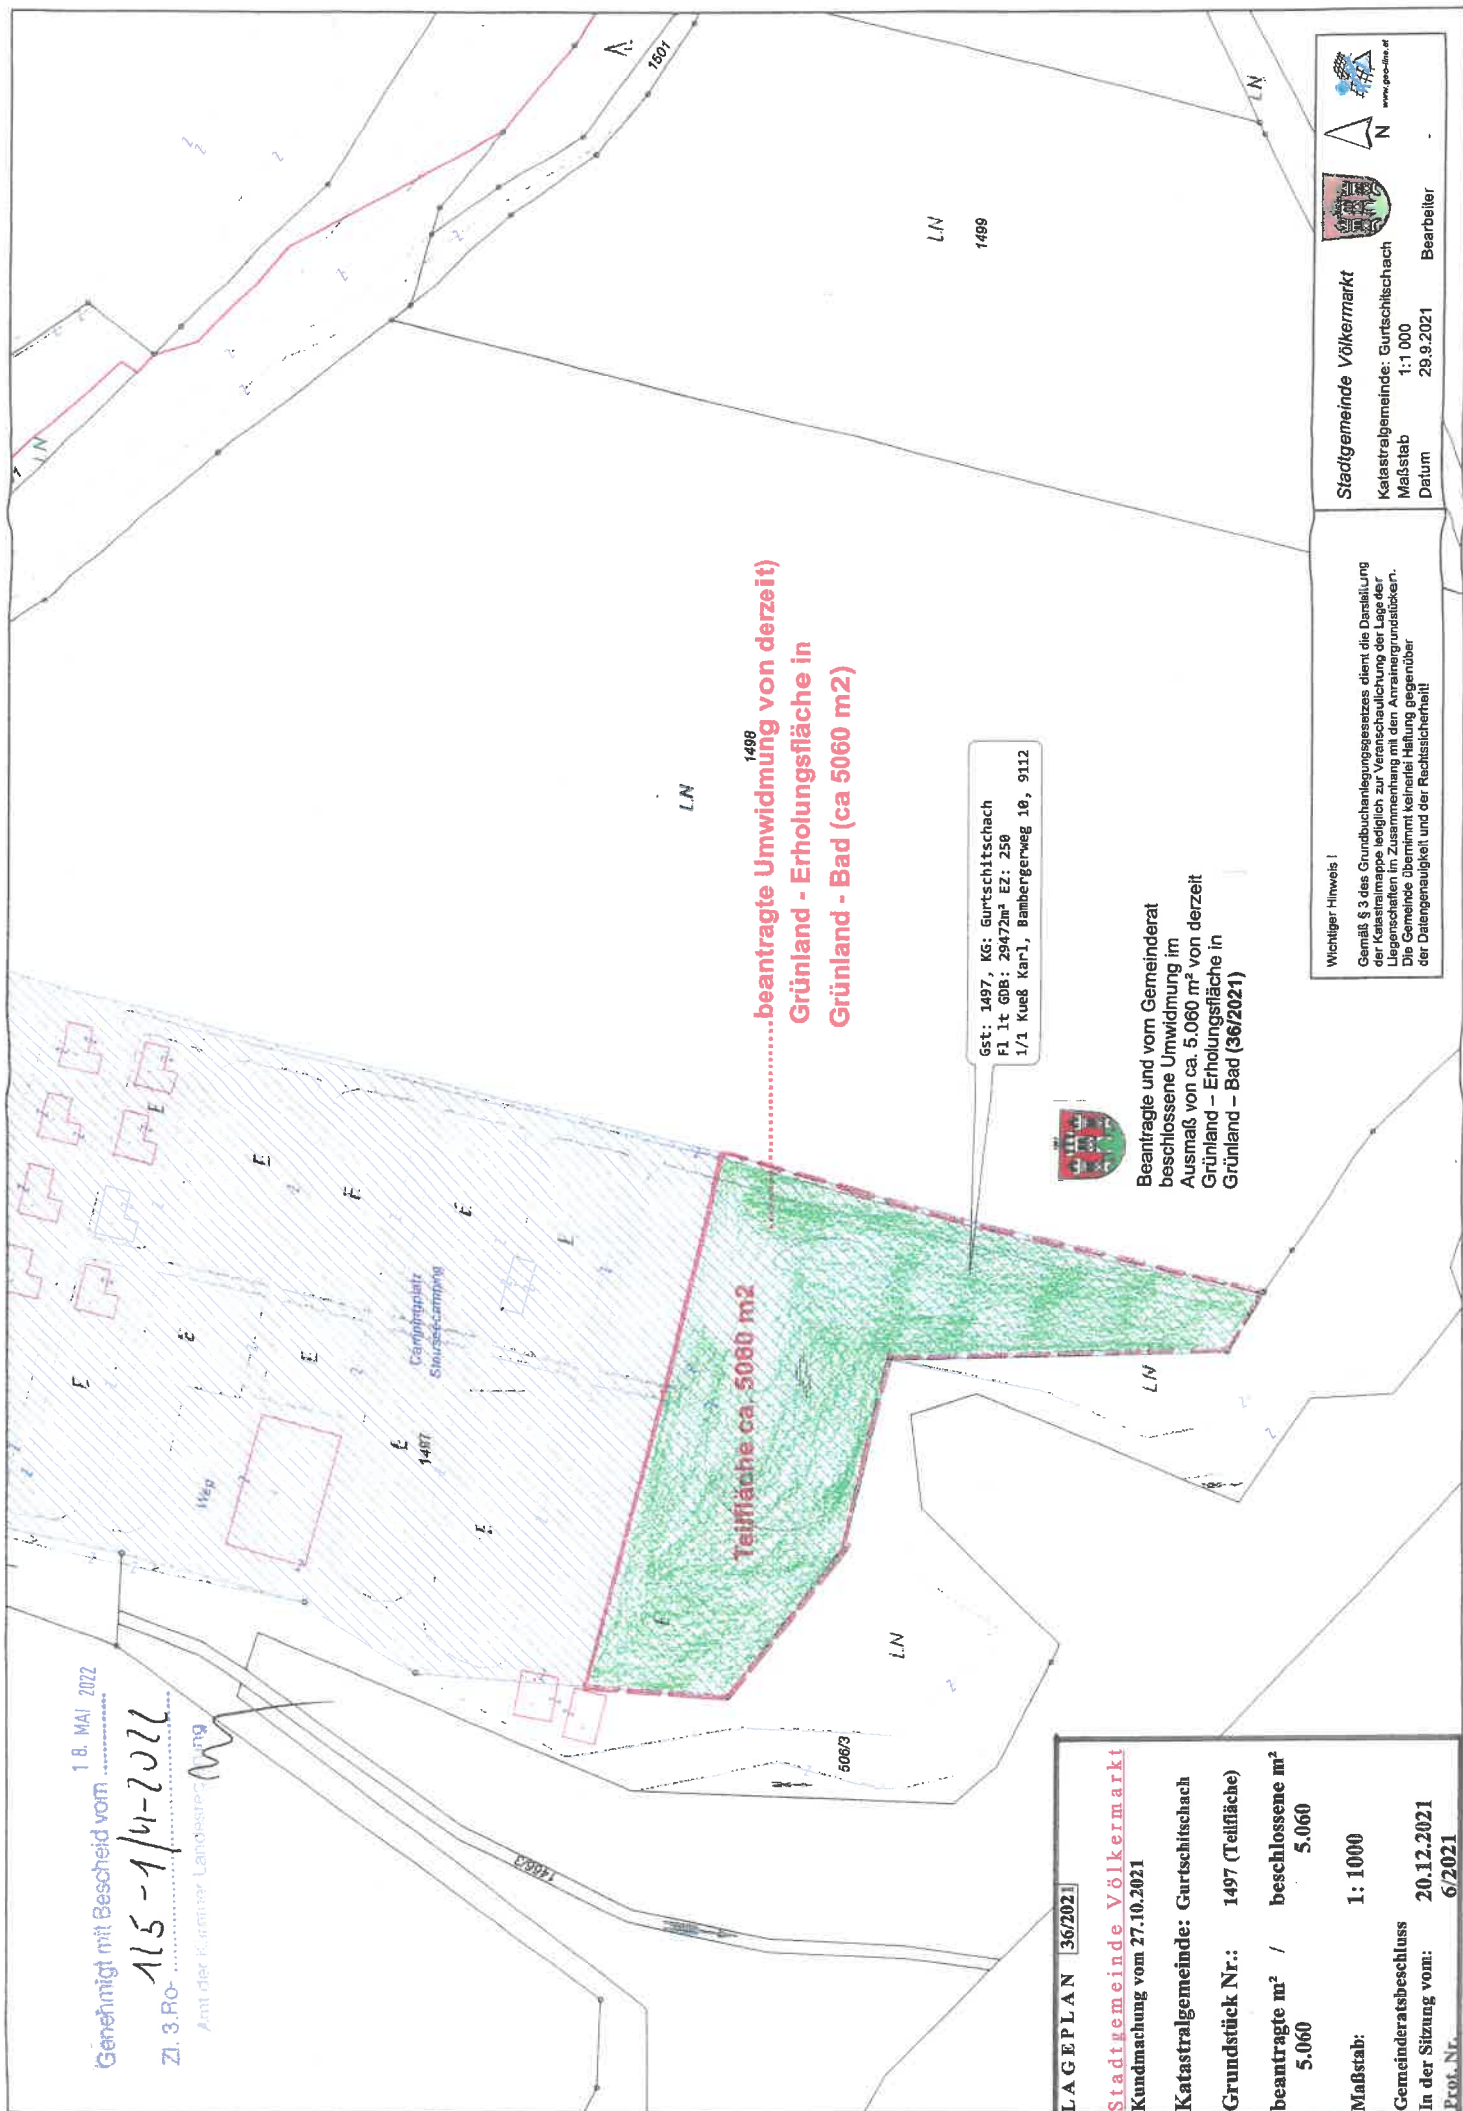 Genehmigt mit Bescheid vom 18. MAI 2022
Zl. 3.Ro- 115-1/4-2022
Amt der Kärntner Landesregierung
1
LN
1501
LN
1499
LN
LN
1498
..............beantragte Umwidmung von derzeit)
Grünland - Erholungsfläche in
Grünland - Bad (ca 5060 m2)
Gst: 1497, KG: Gurtschitschach
Fl lt GDB: 29472m² EZ: 250
1/1 Kueß Karl, Bambergerweg 10, 9112
Beantragte und vom Gemeinderat
beschlossene Umwidmung im
Ausmaß von ca. 5.060 m² von derzeit
Grünland – Erholungsfläche in
Grünland – Bad (36/2021)
Weg
Campingplatz
Stauseecamping
1497
E
E
E
E
E
E
E
E
E
E
E
Teilfläche ca. 5060 m2
LN
LN
506/3
1466/3
LAGEPLAN 36/2021
Stadtgemeinde Völkermarkt
Kundmachung vom 27.10.2021
Katastralgemeinde: Gurtschitschach
Grundstück Nr.: 1497 (Teilfläche)
beantragte m² / beschlossene m²
5.060 5.060
Maßstab: 1: 1000
Gemeinderatsbeschluss
In der Sitzung vom: 20.12.2021
Prot. Nr. 6/2021
Wichtiger Hinweis !
Gemäß § 3 des Grundbuchanlegungsgesetzes dient die Darstellung
der Katastralmappe lediglich zur Veranschaulichung der Lage der
Liegenschaften im Zusammenhang mit den Anrainergrundstücken.
Die Gemeinde übernimmt keinerlei Haftung gegenüber
der Datengenauigkeit und der Rechtssicherheit!
Stadtgemeinde Völkermarkt
Katastralgemeinde: Gurtschitschach
Maßstab 1:1 000
Datum 29.9.2021 Bearbeiter -
N
www.geo-line.at